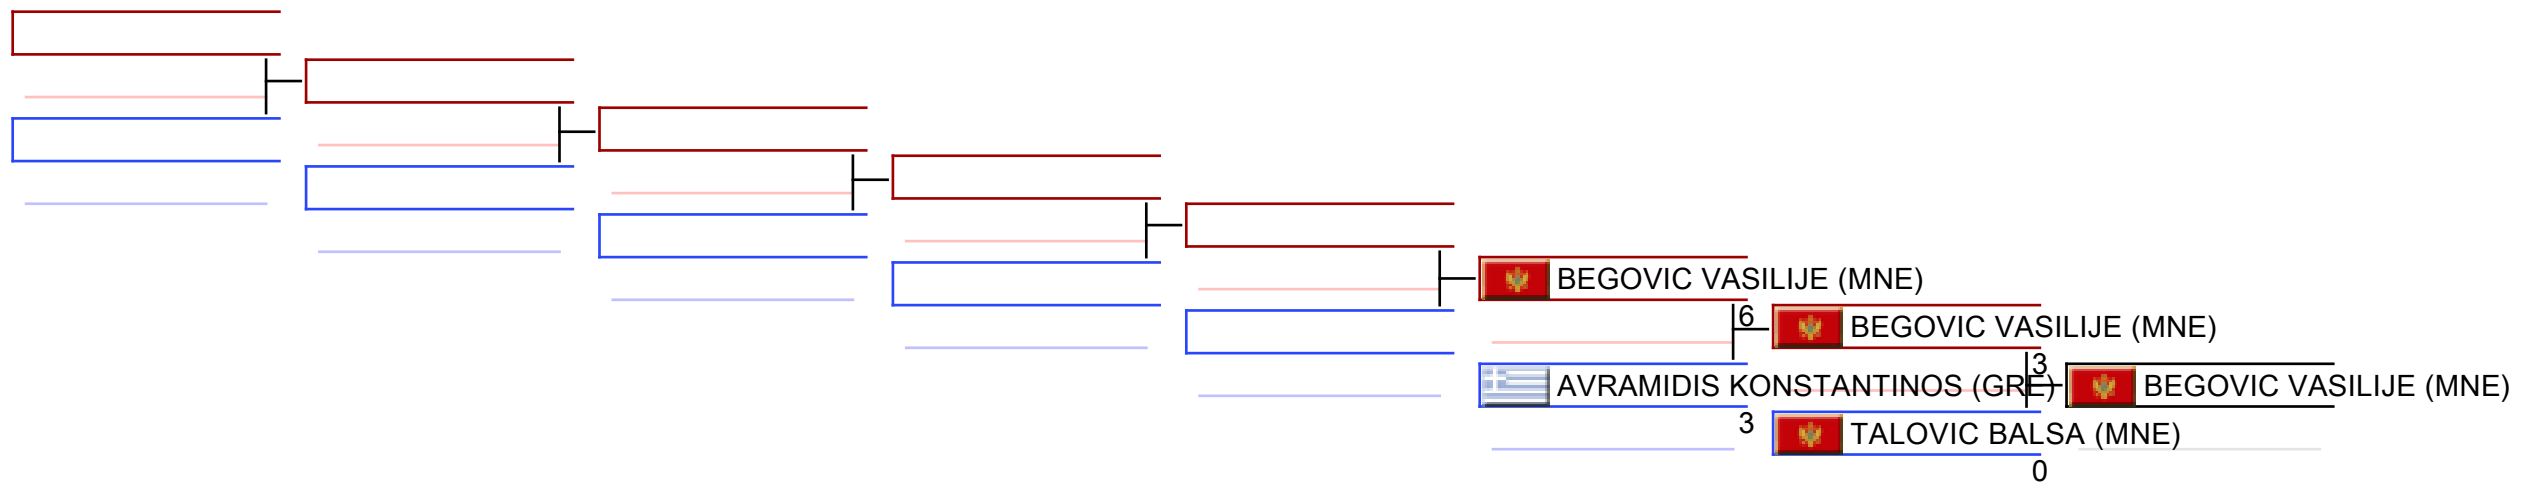 BEGOVIC VASILIJE (MNE)
6
BEGOVIC VASILIJE (MNE)
3
AVRAMIDIS KONSTANTINOS (GRE)
BEGOVIC VASILIJE (MNE)
3
TALOVIC BALSA (MNE)
0